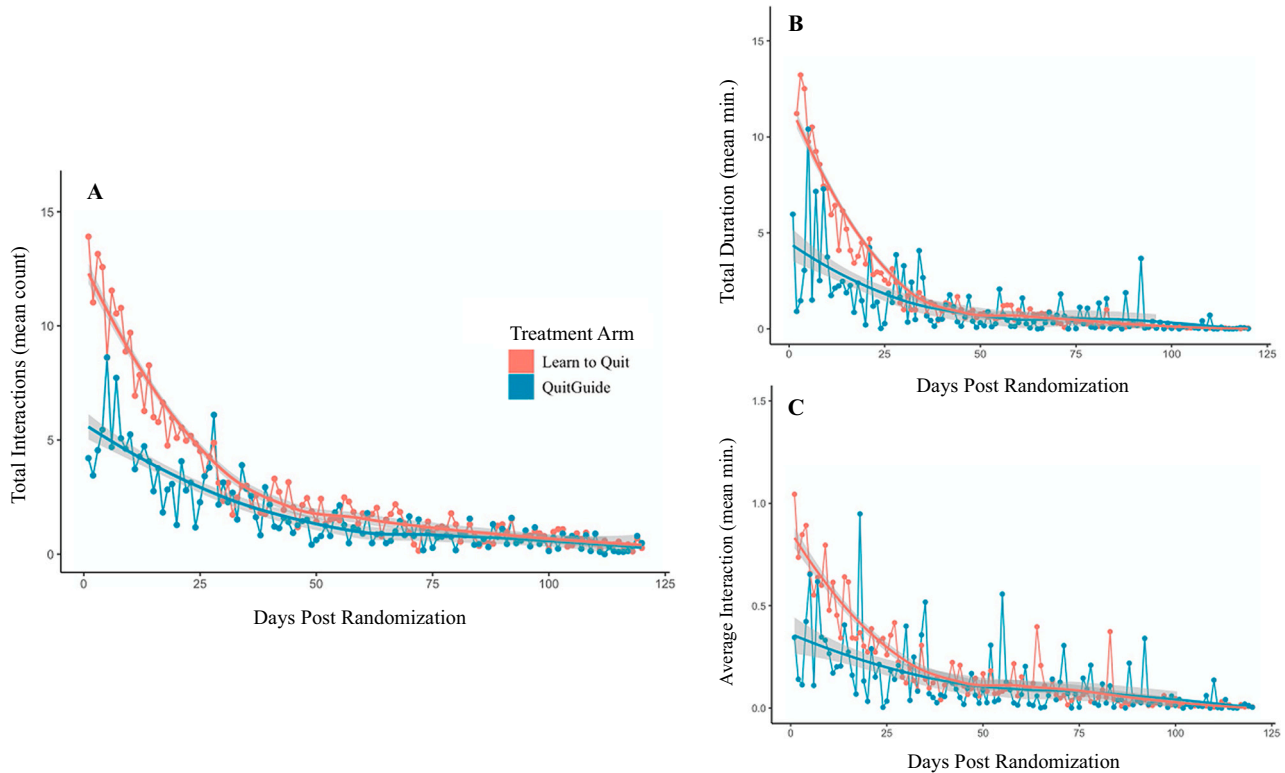 A
Total Interactions (mean count)
15
10
5
0
0 25 50 75 100 125
Days Post Randomization
Treatment Arm
Learn to Quit
QuitGuide
B
Total Duration (mean min.)
15
10
5
0
0 25 50 75 100 125
Days Post Randomization
C
Average Interaction (mean min.)
1.5
1.0
0.5
0.0
0 25 50 75 100 125
Days Post Randomization